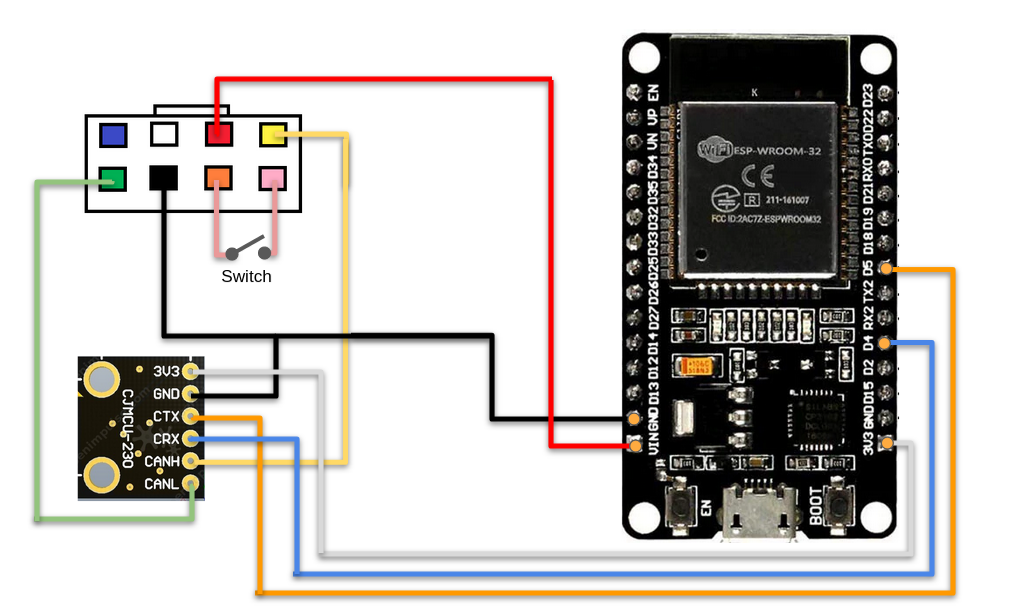 Switch
3V3
GND
CTX
CRX
CANH
CANL
CJMCU-230
EN
VP
VN
D34
D35
D32
D33
D25
D26
D27
D14
D12
D13
GND
VIN
D23
D22
TX0
RX0
D21
D19
D18
D5
TX2
RX2
D4
D2
D15
GND
3V3
K
WiFi
ESP-WROOM-32
CE
R
211-161007
FCC ID:2AC7Z-ESPWROOM32
EN
BOOT